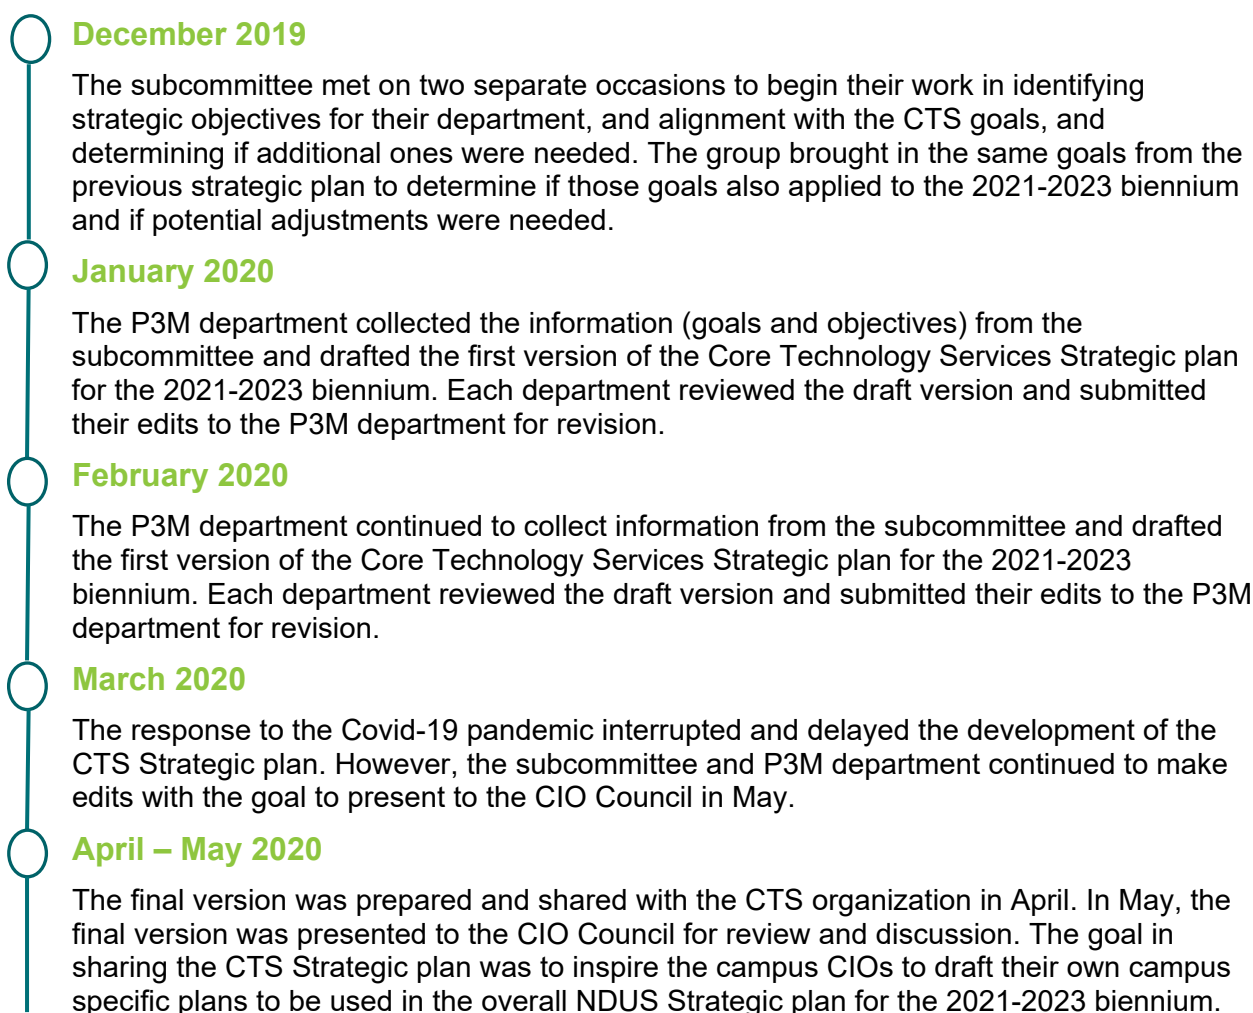 December 2019
The subcommittee met on two separate occasions to begin their work in identifying
strategic objectives for their department, and alignment with the CTS goals, and
determining if additional ones were needed. The group brought in the same goals from the
previous strategic plan to determine if those goals also applied to the 2021-2023 biennium
and if potential adjustments were needed.
January 2020
The P3M department collected the information (goals and objectives) from the
subcommittee and drafted the first version of the Core Technology Services Strategic plan
for the 2021-2023 biennium. Each department reviewed the draft version and submitted
their edits to the P3M department for revision.
February 2020
The P3M department continued to collect information from the subcommittee and drafted
the first version of the Core Technology Services Strategic plan for the 2021-2023
biennium. Each department reviewed the draft version and submitted their edits to the P3M
department for revision.
March 2020
The response to the Covid-19 pandemic interrupted and delayed the development of the
CTS Strategic plan. However, the subcommittee and P3M department continued to make
edits with the goal to present to the CIO Council in May.
April – May 2020
The final version was prepared and shared with the CTS organization in April. In May, the
final version was presented to the CIO Council for review and discussion. The goal in
sharing the CTS Strategic plan was to inspire the campus CIOs to draft their own campus
specific plans to be used in the overall NDUS Strategic plan for the 2021-2023 biennium.